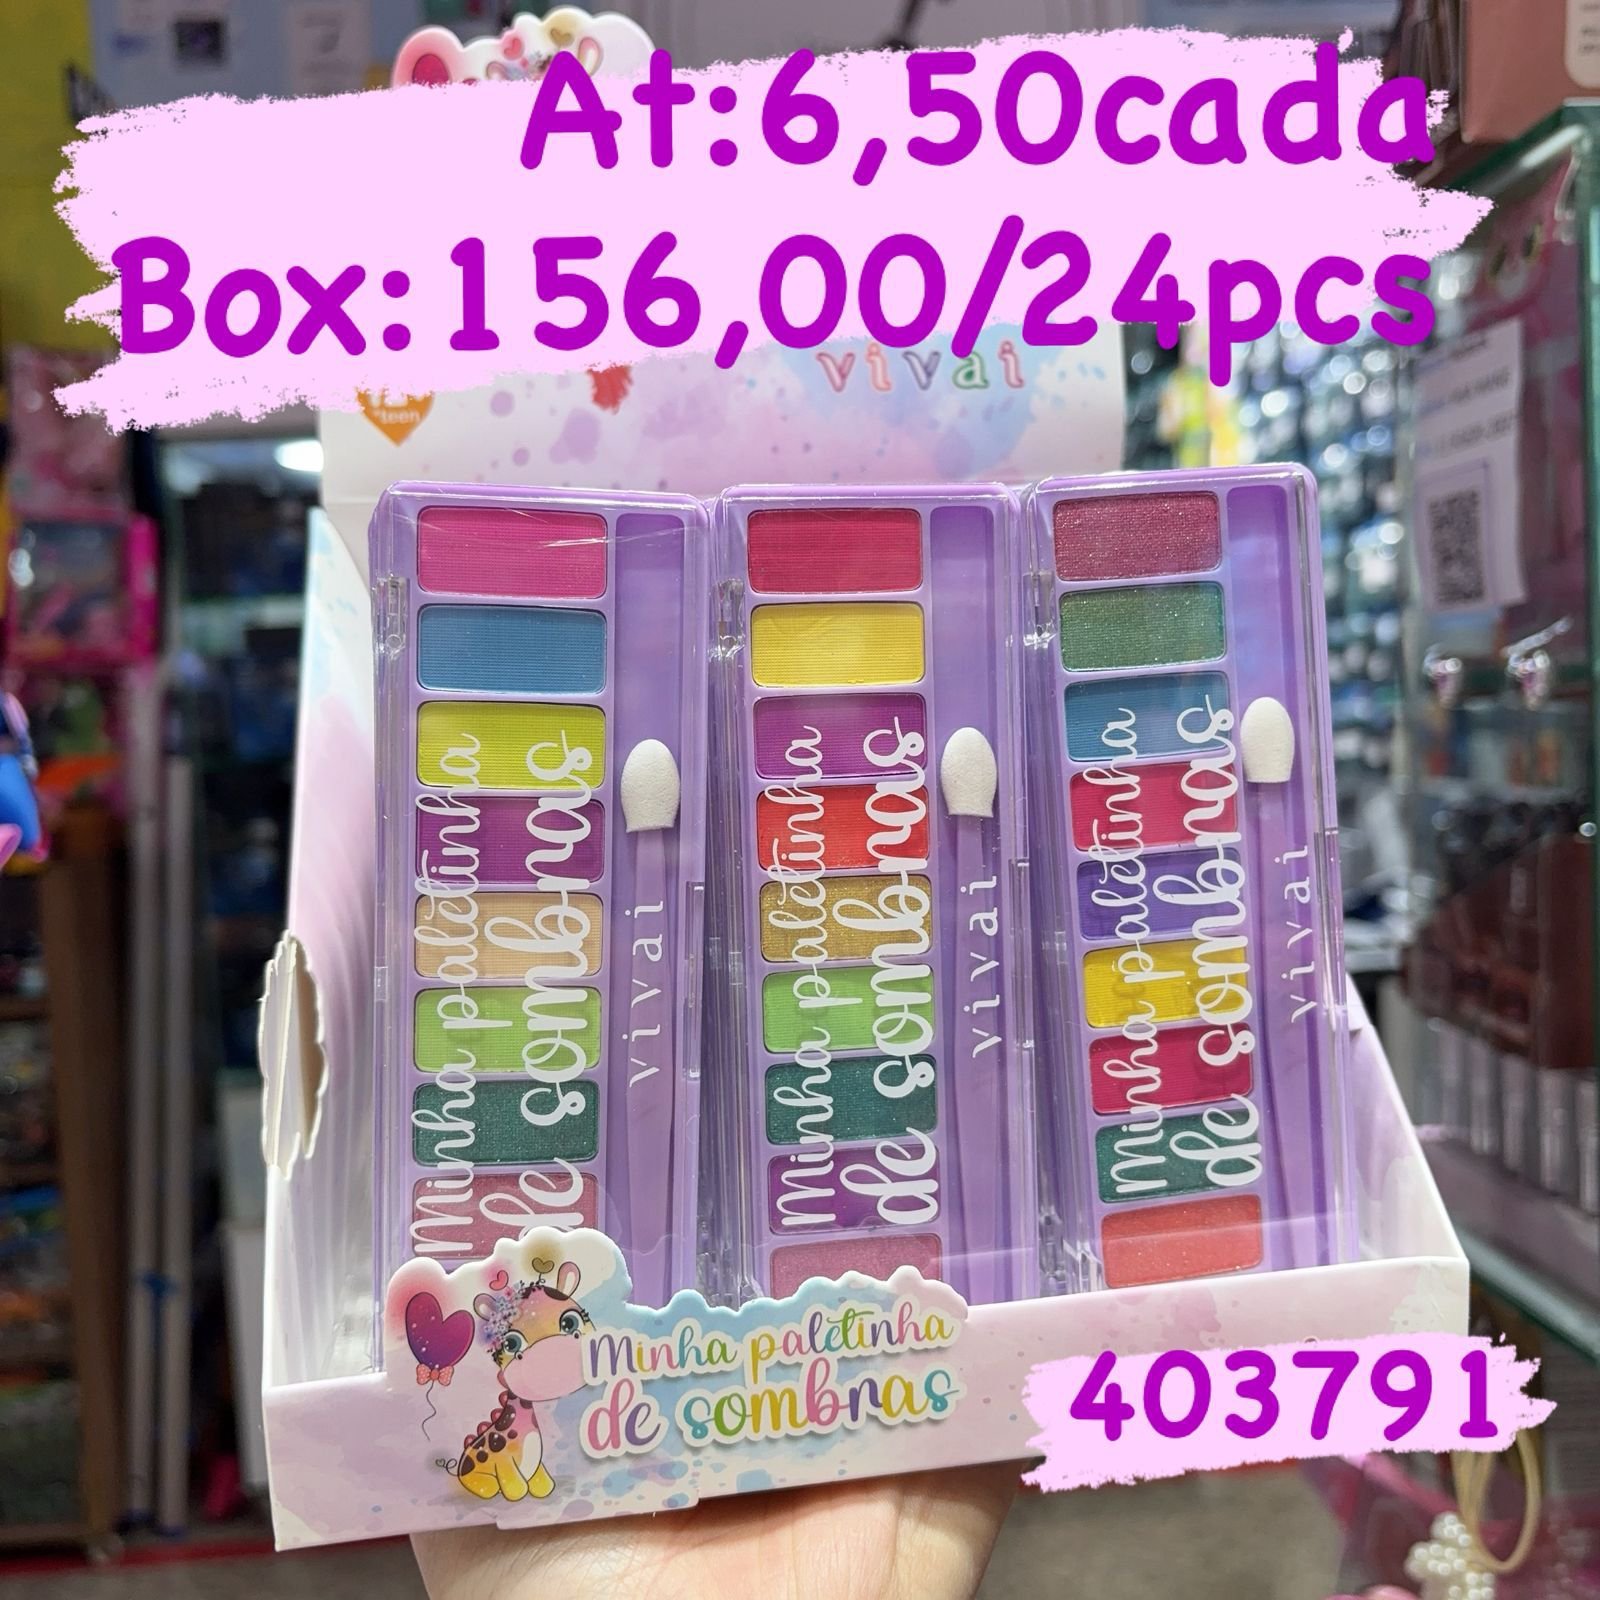 At:6,50cada
Box:156,00/24pcs
vivai
teen
Minha paletinha
de sombras
vivai
Minha paletinha
de sombras
vivai
Minha paletinha
de sombras
vivai
Minha paletinha
de sombras
403791